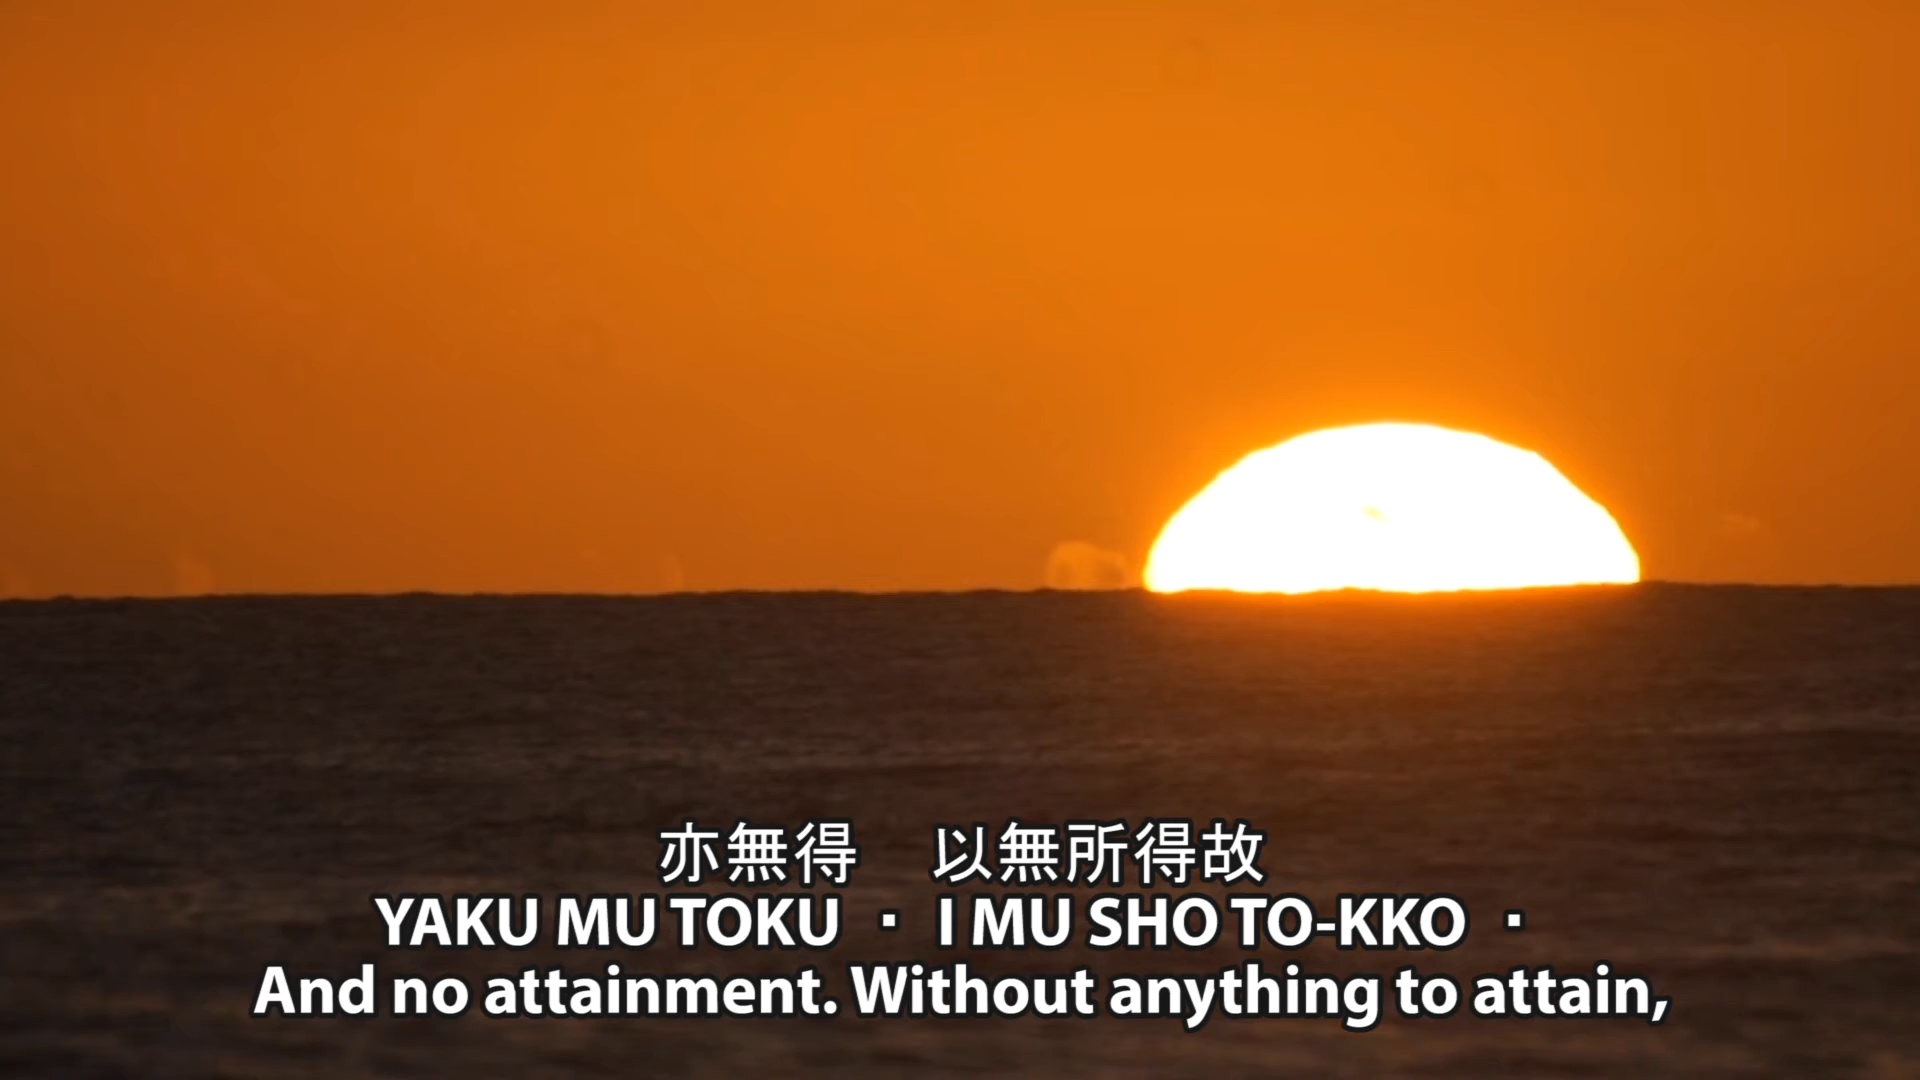 亦無得　以無所得故
YAKU MU TOKU ・ I MU SHO TO-KKO ・
And no attainment. Without anything to attain,